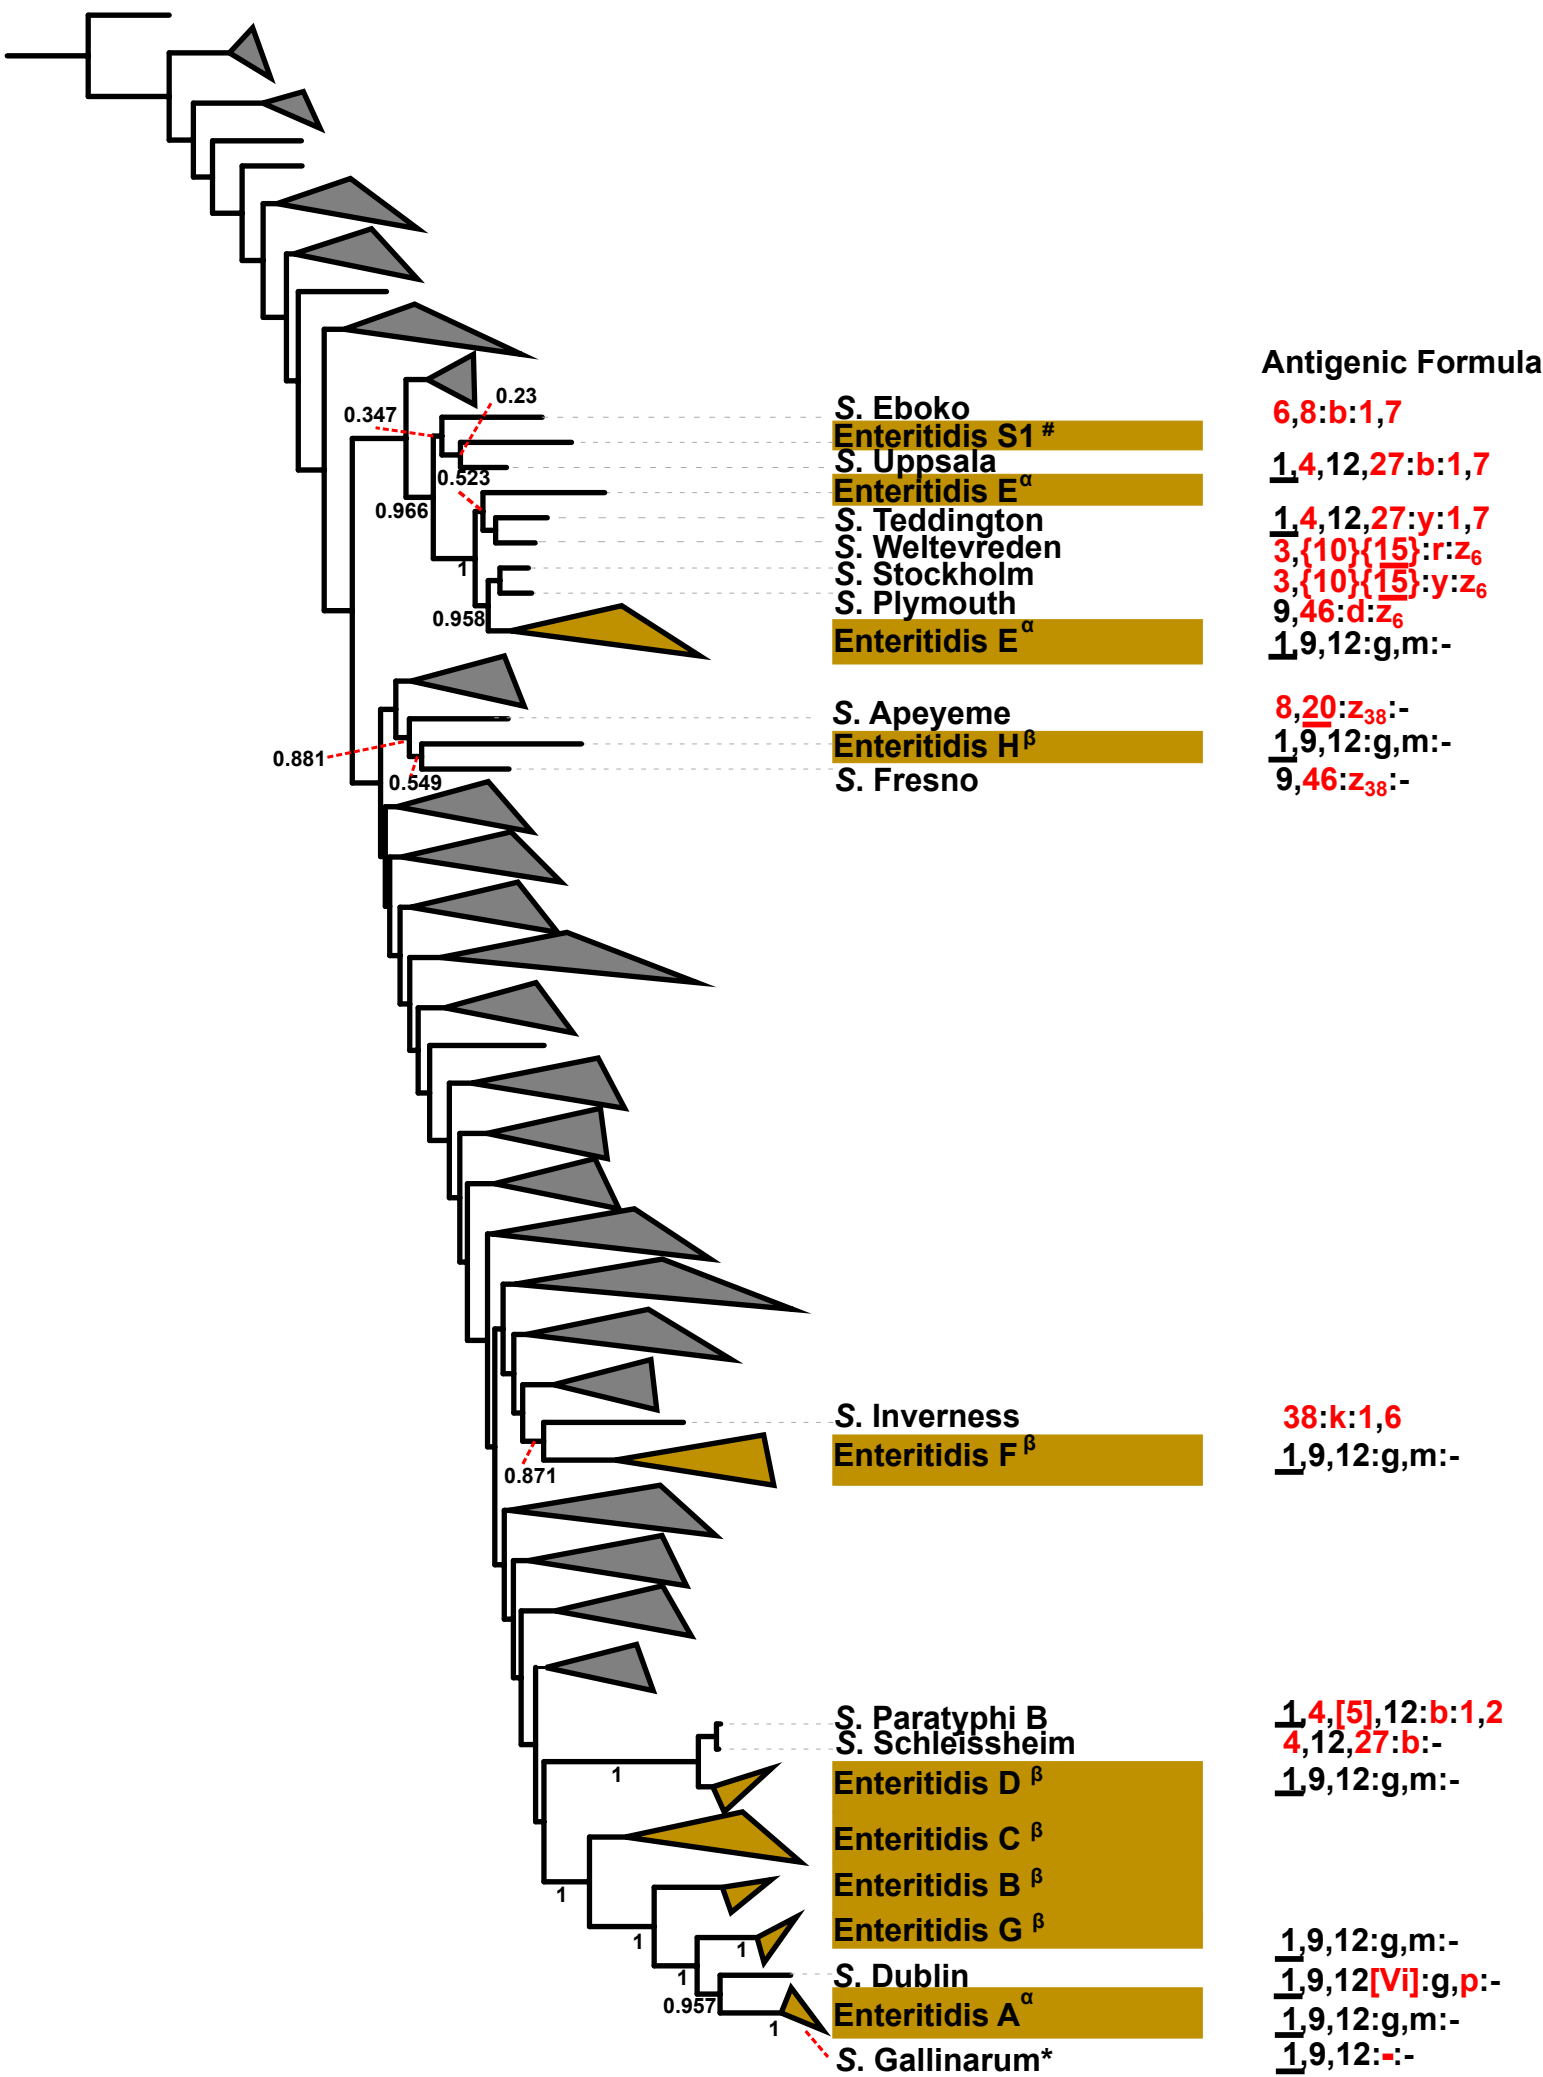 Antigenic Formula
S. Eboko 6,8:b:1,7
0.23
0.347
Enteritidis S1 #
S. Uppsala 1,4,12,27:b:1,7
0.523
Enteritidis E α
0.966
S. Teddington 1,4,12,27:y:1,7
S. Weltevreden 3,{10}{15}:r:z6
1
S. Stockholm 3,{10}{15}:y:z6
S. Plymouth 9,46:d:z6
0.958
Enteritidis E α 1,9,12:g,m:-
S. Apeyeme 8,20:z38:-
Enteritidis H β 1,9,12:g,m:-
0.881
0.549
S. Fresno 9,46:z38:-
S. Inverness 38:k:1,6
Enteritidis F β 1,9,12:g,m:-
0.871
S. Paratyphi B 1,4,[5],12:b:1,2
S. Schleissheim 4,12,27:b:-
1
Enteritidis D β 1,9,12:g,m:-
Enteritidis C β
1
Enteritidis B β
Enteritidis G β 1,9,12:g,m:-
1
1
1
S. Dublin 1,9,12[Vi]:g,p:-
0.957
Enteritidis A α 1,9,12:g,m:-
1
S. Gallinarum* 1,9,12:-:-